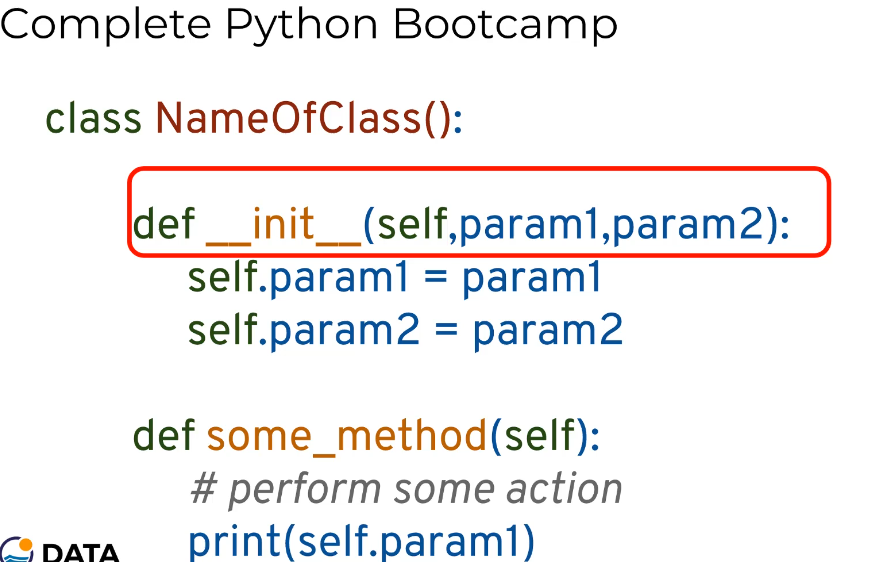 Complete Python Bootcamp
class NameOfClass():
def __init__(self,param1,param2):
self.param1 = param1
self.param2 = param2
def some_method(self):
# perform some action
print(self.param1)
DATA